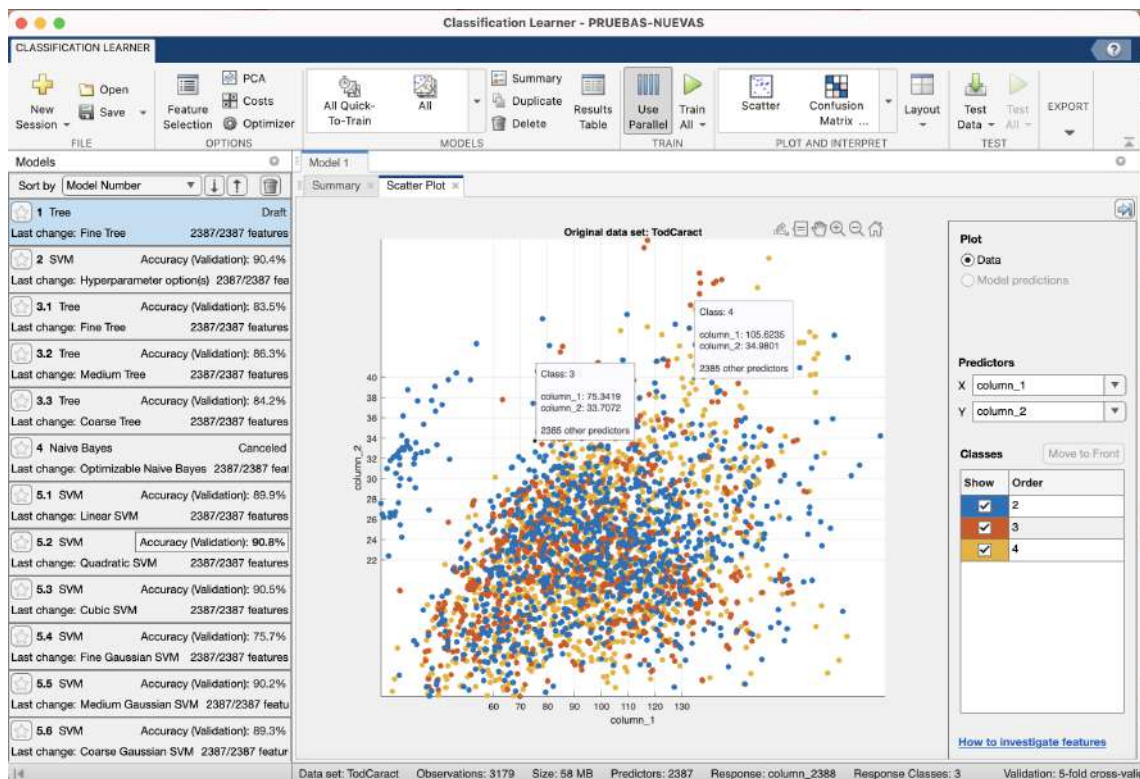 Classification Learner - PRUEBAS-NUEVAS
CLASSIFICATION LEARNER
?
New Session
Open
Save
FILE
Feature Selection
PCA
Costs
Optimizer
OPTIONS
All Quick-To-Train
All
Summary
Duplicate
Delete
Results Table
MODELS
Use Parallel
Train All
TRAIN
Scatter
Confusion Matrix ...
Layout
PLOT AND INTERPRET
Test Data
Test All
TEST
EXPORT
Models
Sort by Model Number
1 Tree Draft
Last change: Fine Tree 2387/2387 features
2 SVM Accuracy (Validation): 90.4%
Last change: Hyperparameter option(s) 2387/2387 fea
3.1 Tree Accuracy (Validation): 83.5%
Last change: Fine Tree 2387/2387 features
3.2 Tree Accuracy (Validation): 86.3%
Last change: Medium Tree 2387/2387 features
3.3 Tree Accuracy (Validation): 84.2%
Last change: Coarse Tree 2387/2387 features
4 Naive Bayes Canceled
Last change: Optimizable Naive Bayes 2387/2387 feat
5.1 SVM Accuracy (Validation): 89.9%
Last change: Linear SVM 2387/2387 features
5.2 SVM Accuracy (Validation): 90.8%
Last change: Quadratic SVM 2387/2387 features
5.3 SVM Accuracy (Validation): 90.5%
Last change: Cubic SVM 2387/2387 features
5.4 SVM Accuracy (Validation): 75.7%
Last change: Fine Gaussian SVM 2387/2387 features
5.5 SVM Accuracy (Validation): 90.2%
Last change: Medium Gaussian SVM 2387/2387 featu
5.6 SVM Accuracy (Validation): 89.3%
Last change: Coarse Gaussian SVM 2387/2387 featur
Model 1
Summary
Scatter Plot
Original data set: TodCaract
Class: 4
column_1: 105.6235
column_2: 34.9801
2385 other predictors
Class: 3
column_1: 75.3419
column_2: 33.7072
2385 other predictors
40
38
36
34
32
30
28
26
24
22
column_2
60 70 80 90 100 110 120 130
column_1
Plot
Data
Model predictions
Predictors
X column_1
Y column_2
Classes Move to Front
Show Order
2
3
4
How to investigate features
Data set: TodCaract Observations: 3179 Size: 58 MB Predictors: 2387 Response: column_2388 Response Classes: 3 Validation: 5-fold cross-val